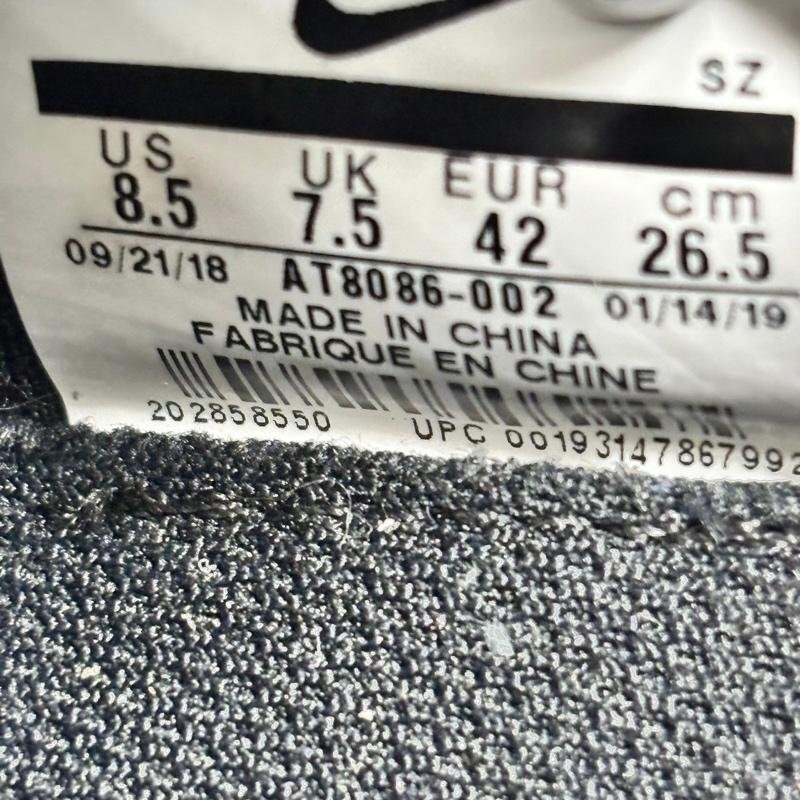 SZ
US UK EUR cm
8.5 7.5 42 26.5
09/21/18 AT8086-002 01/14/19
MADE IN CHINA
FABRIQUE EN CHINE
202858550 UPC 00193147867992